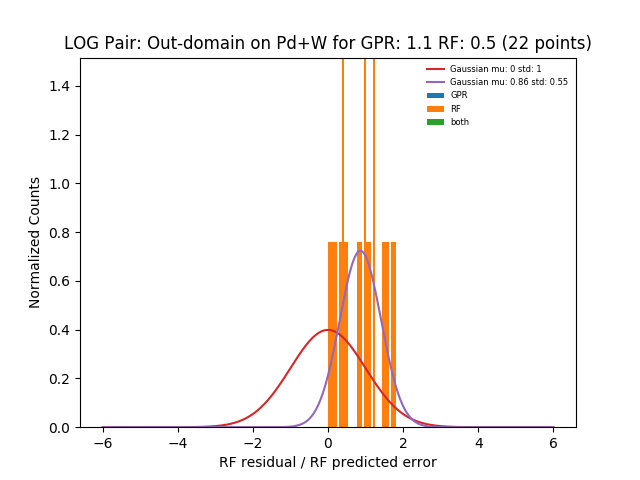 LOG Pair: Out-domain on Pd+W for GPR: 1.1 RF: 0.5 (22 points)
Gaussian mu: 0 std: 1
Gaussian mu: 0.86 std: 0.55
GPR
RF
both
Normalized Counts
1.4
1.2
1.0
0.8
0.6
0.4
0.2
0.0
−6 −4 −2 0 2 4 6
RF residual / RF predicted error